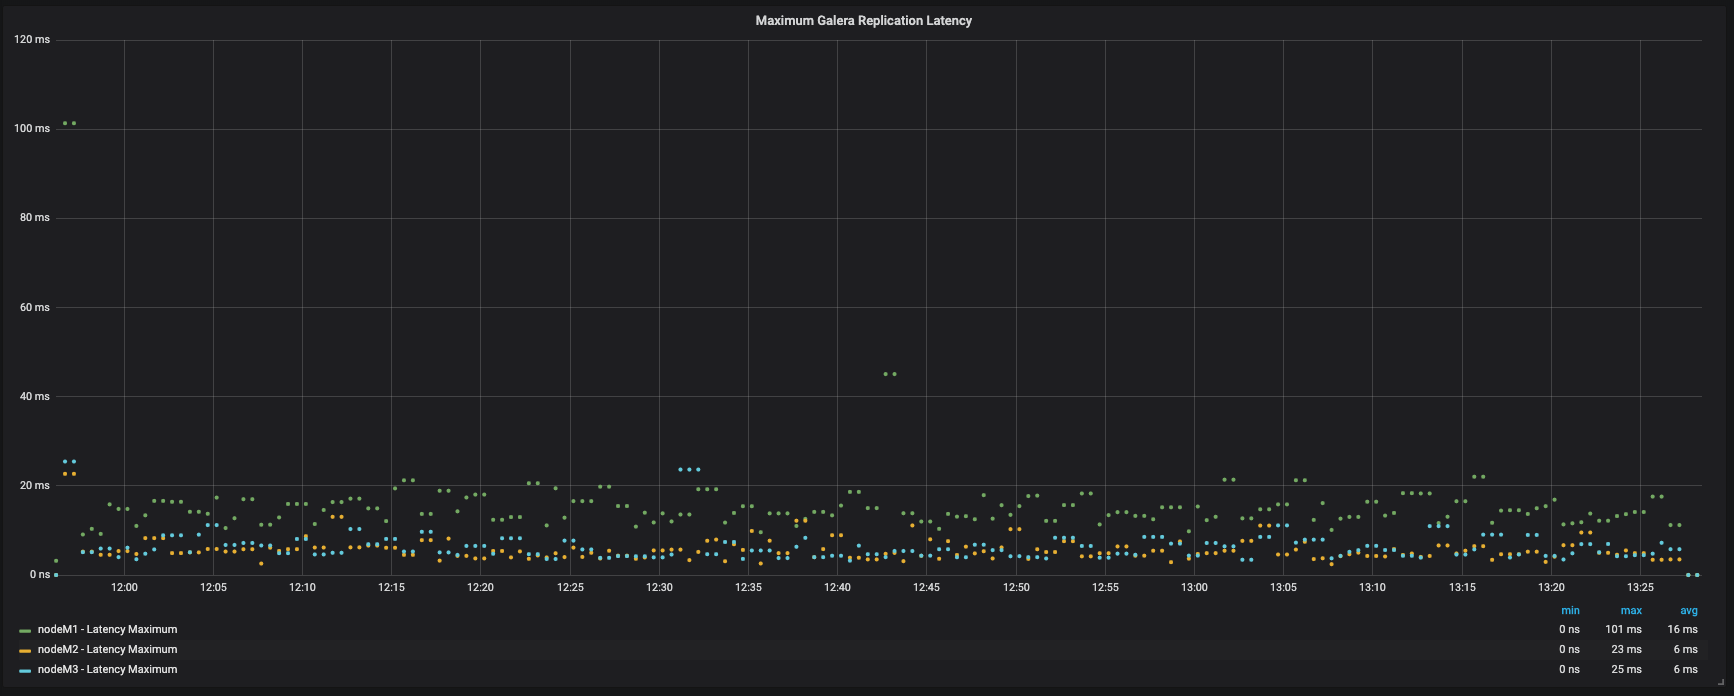 Maximum Galera Replication Latency
120 ms
100 ms
80 ms
60 ms
40 ms
20 ms
0 ns
12:00 12:05 12:10 12:15 12:20 12:25 12:30 12:35 12:40 12:45 12:50 12:55 13:00 13:05 13:10 13:15 13:20 13:25
min max avg
nodeM1 - Latency Maximum 0 ns 101 ms 16 ms
nodeM2 - Latency Maximum 0 ns 23 ms 6 ms
nodeM3 - Latency Maximum 0 ns 25 ms 6 ms